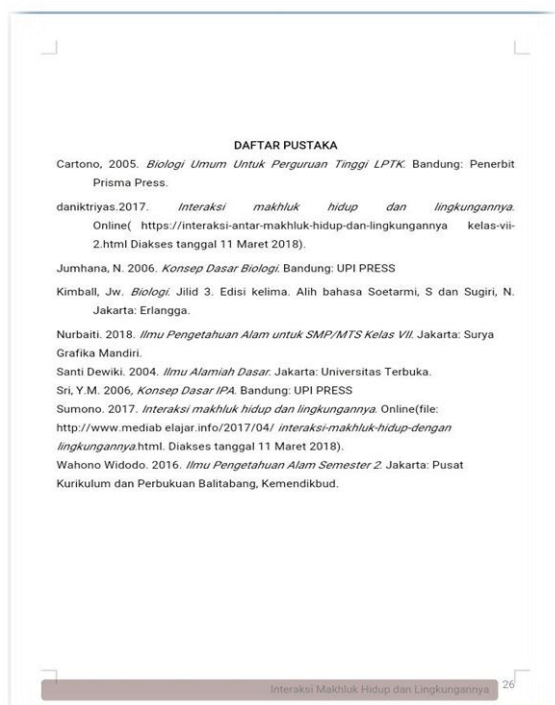 DAFTAR PUSTAKA
Cartono, 2005. Biologi Umum Untuk Perguruan Tinggi LPTK. Bandung: Penerbit
Prisma Press.
daniktriyas.2017. Interaksi makhluk hidup dan lingkungannya.
Online( https://interaksi-antar-makhluk-hidup-dan-lingkungannya kelas-vii-
2.html Diakses tanggal 11 Maret 2018).
Jumhana, N. 2006. Konsep Dasar Biologi. Bandung: UPI PRESS
Kimball, Jw. Biologi. Jilid 3. Edisi kelima. Alih bahasa Soetarmi, S dan Sugiri, N.
Jakarta: Erlangga.
Nurbaiti. 2018. Ilmu Pengetahuan Alam untuk SMP/MTS Kelas VII. Jakarta: Surya
Grafika Mandiri.
Santi Dewiki. 2004. Ilmu Alamiah Dasar. Jakarta: Universitas Terbuka.
Sri, Y.M. 2006, Konsep Dasar IPA. Bandung: UPI PRESS
Sumono. 2017. Interaksi makhluk hidup dan lingkungannya. Online(file:
http://www.mediab elajar.info/2017/04/ interaksi-makhluk-hidup-dengan
lingkungannya.html. Diakses tanggal 11 Maret 2018).
Wahono Widodo. 2016. Ilmu Pengetahuan Alam Semester 2. Jakarta: Pusat
Kurikulum dan Perbukuan Balitabang, Kemendikbud.
Interaksi Makhluk Hidup dan Lingkungannya 26